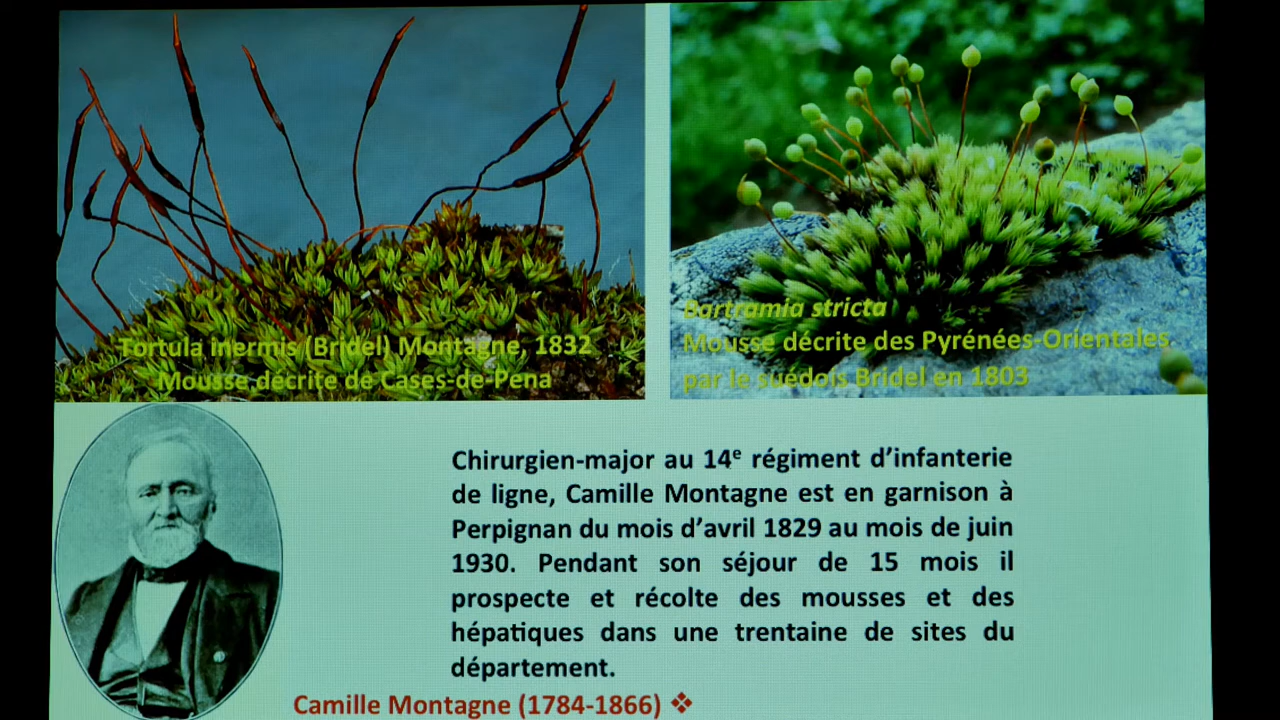 Tortula inermis (Bridel) Montagne, 1832
Mousse décrite de Cases-de-Pena
Bartramia stricta
Mousse décrite des Pyrénées-Orientales
par le suédois Bridel en 1803
Chirurgien-major au 14e régiment d’infanterie
de ligne, Camille Montagne est en garnison à
Perpignan du mois d’avril 1829 au mois de juin
1930. Pendant son séjour de 15 mois il
prospecte et récolte des mousses et des
hépatiques dans une trentaine de sites du
département.
Camille Montagne (1784-1866) ❖